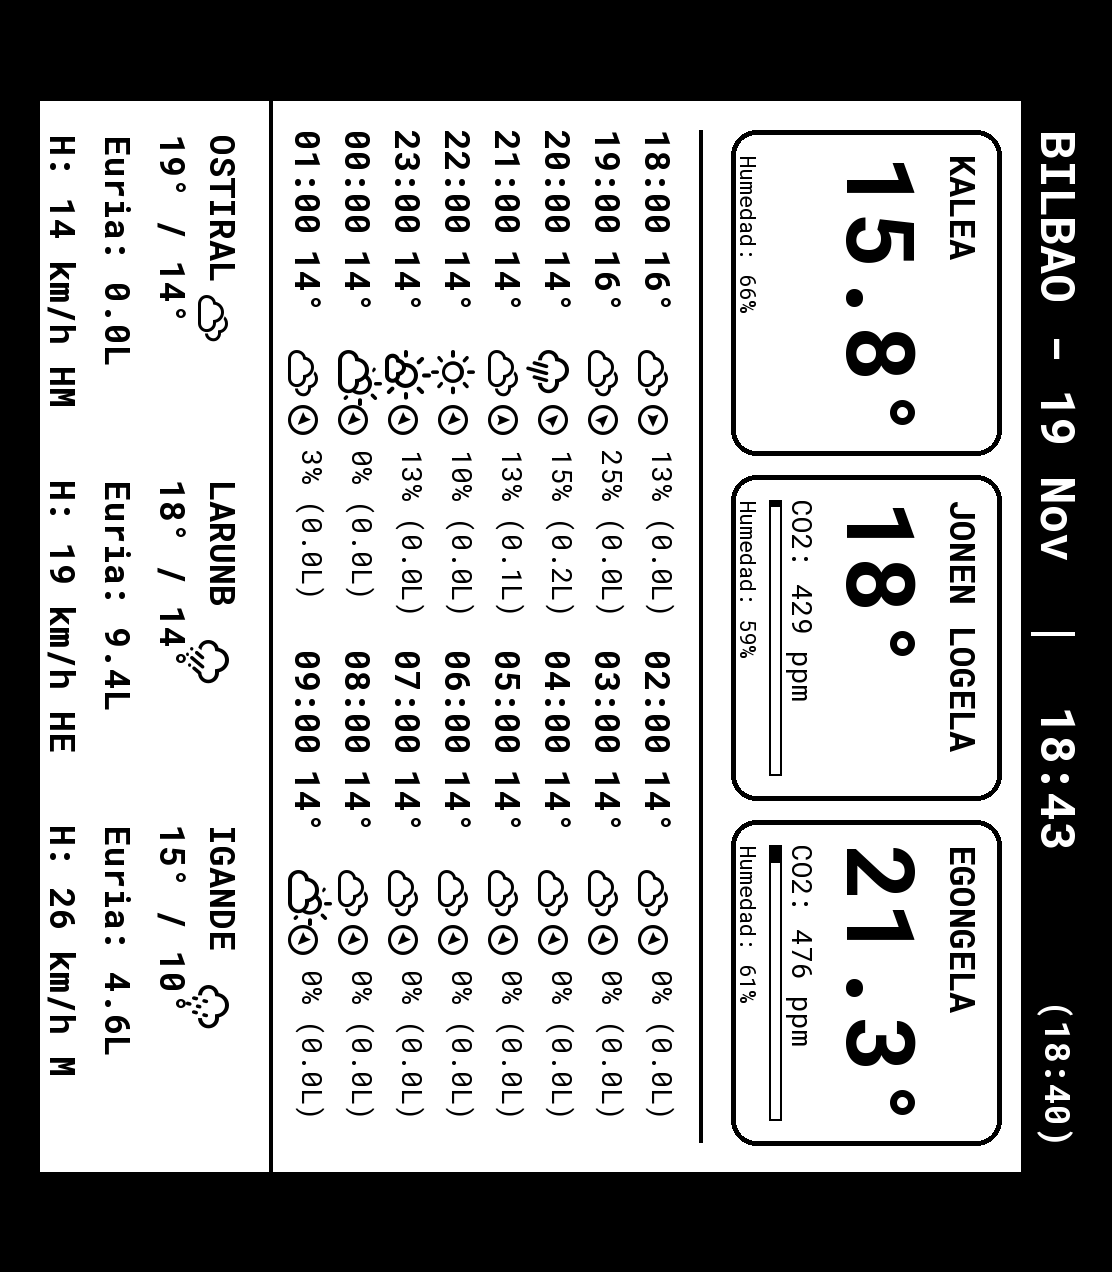 BILBAO - 19 Nov | 18:43 (18:40)
KALEA
15.8°
Humedad: 66%
JONEN LOGELA
18°
CO2: 429 ppm
Humedad: 59%
EGONGELA
21.3°
CO2: 476 ppm
Humedad: 61%
18:00 16° 13% (0.0L)
19:00 16° 25% (0.0L)
20:00 14° 15% (0.2L)
21:00 14° 13% (0.1L)
22:00 14° 10% (0.0L)
23:00 14° 13% (0.0L)
00:00 14° 0% (0.0L)
01:00 14° 3% (0.0L)
02:00 14° 0% (0.0L)
03:00 14° 0% (0.0L)
04:00 14° 0% (0.0L)
05:00 14° 0% (0.0L)
06:00 14° 0% (0.0L)
07:00 14° 0% (0.0L)
08:00 14° 0% (0.0L)
09:00 14° 0% (0.0L)
OSTIRAL
19° / 14°
Euria: 0.0L
H: 14 km/h HM
LARUNB
18° / 14°
Euria: 9.4L
H: 19 km/h HE
IGANDE
15° / 10°
Euria: 4.6L
H: 26 km/h M